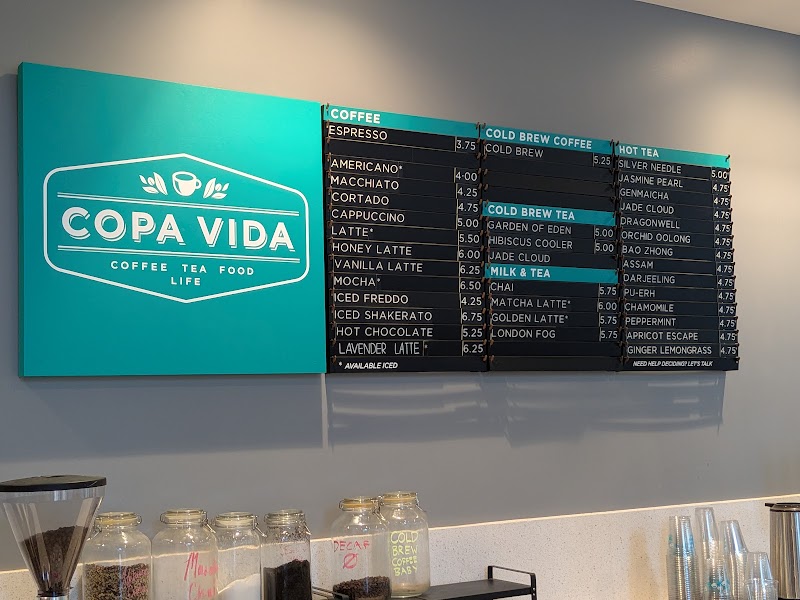 COPA VIDA
COFFEE TEA FOOD
LIFE
COFFEE
ESPRESSO 3.75
AMERICANO* 4.00
MACCHIATO 4.25
CORTADO 4.75
CAPPUCCINO 5.00
LATTE* 5.50
HONEY LATTE 6.00
VANILLA LATTE 6.25
MOCHA* 6.50
ICED FREDDO 4.25
ICED SHAKERATO 6.75
HOT CHOCOLATE 5.25
LAVENDER LATTE* 6.25
* AVAILABLE ICED
COLD BREW COFFEE
COLD BREW 5.25
COLD BREW TEA
GARDEN OF EDEN 5.00
HIBISCUS COOLER 5.00
JADE CLOUD
MILK & TEA
CHAI 5.75
MATCHA LATTE* 6.00
GOLDEN LATTE* 5.75
LONDON FOG 5.75
HOT TEA
SILVER NEEDLE 5.00
JASMINE PEARL 4.75
GENMAICHA 4.75
JADE CLOUD 4.75
DRAGONWELL 4.75
ORCHID OOLONG 4.75
BAO ZHONG 4.75
ASSAM 4.75
DARJEELING 4.75
PU-ERH 4.75
CHAMOMILE 4.75
PEPPERMINT 4.75
APRICOT ESCAPE 4.75
GINGER LEMONGRASS 4.75
NEED HELP DECIDING? LET'S TALK
DECAF
COLD
BREW
COFFEE
BABY